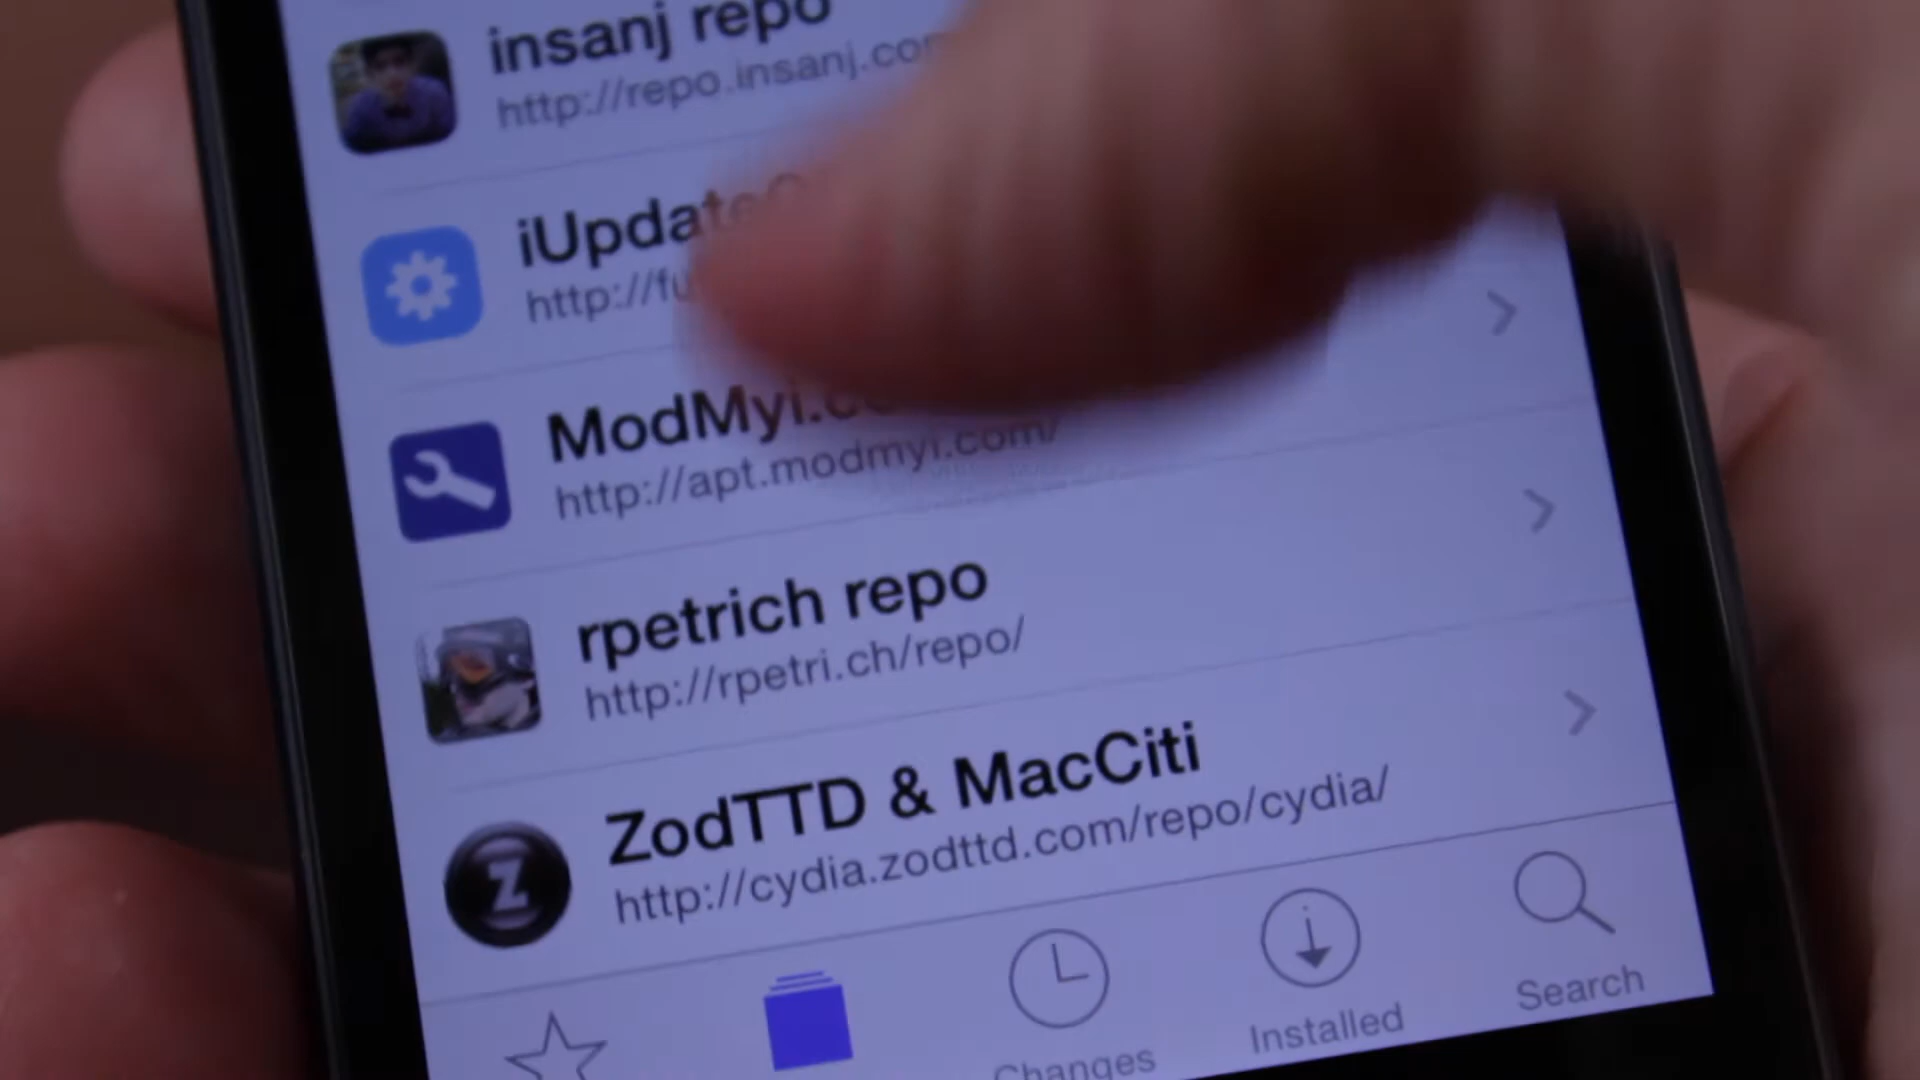 insanj repo
http://repo.insanj.co
iUpdate
http://fu
ModMyi.co
http://apt.modmyi.com/
rpetrich repo
http://rpetri.ch/repo/
ZodTTD & MacCiti
http://cydia.zodttd.com/repo/cydia/
Z
Changes
Installed
Search